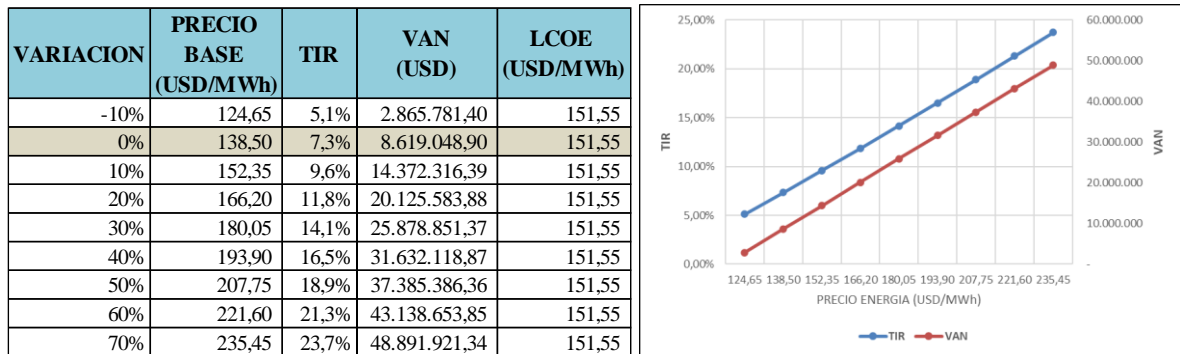 VARIACION PRECIO BASE (USD/MWh) TIR VAN (USD) LCOE (USD/MWh)
-10% 124,65 5,1% 2.865.781,40 151,55
0% 138,50 7,3% 8.619.048,90 151,55
10% 152,35 9,6% 14.372.316,39 151,55
20% 166,20 11,8% 20.125.583,88 151,55
30% 180,05 14,1% 25.878.851,37 151,55
40% 193,90 16,5% 31.632.118,87 151,55
50% 207,75 18,9% 37.385.386,36 151,55
60% 221,60 21,3% 43.138.653,85 151,55
70% 235,45 23,7% 48.891.921,34 151,55
25,00%
20,00%
15,00%
10,00%
5,00%
0,00%
TIR
60.000.000
50.000.000
40.000.000
30.000.000
20.000.000
10.000.000
-
VAN
124,65 138,50 152,35 166,20 180,05 193,90 207,75 221,60 235,45
PRECIO ENERGIA (USD/MWh)
TIR VAN